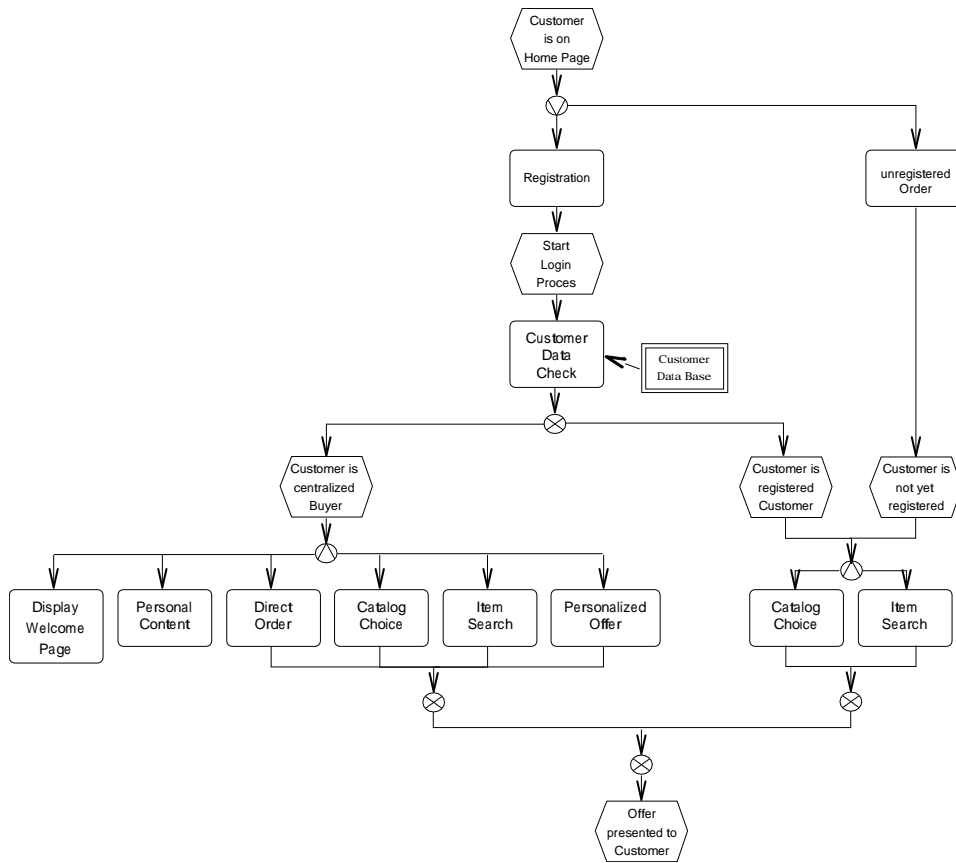 Customer
is on
Home Page
Registration
unregistered
Order
Start
Login
Proces
Customer
Data
Check
Customer
Data Base
Customer is
centralized
Buyer
Customer is
registered
Customer
Customer is
not yet
registered
Display
Welcome
Page
Personal
Content
Direct
Order
Catalog
Choice
Item
Search
Personalized
Offer
Catalog
Choice
Item
Search
Offer
presented to
Customer